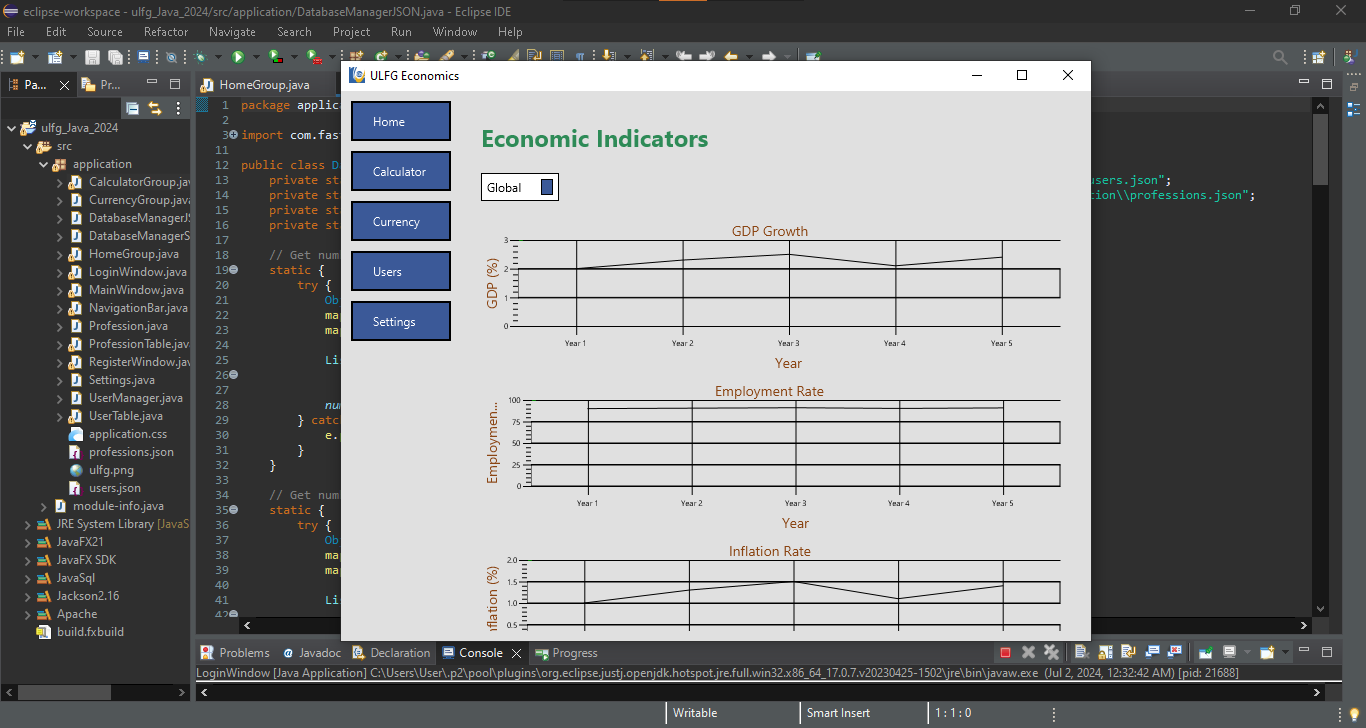 eclipse-workspace - ulfg_Java_2024/src/application/DatabaseManagerJSON.java - Eclipse IDE
File Edit Source Refactor Navigate Search Project Run Window Help
Pa... Pr... HomeGroup.java
ulfg_Java_2024
src
application
CalculatorGroup.jav
CurrencyGroup.java
DatabaseManagerJS
DatabaseManagerS
HomeGroup.java
LoginWindow.java
MainWindow.java
NavigationBar.java
Profession.java
ProfessionTable.java
RegisterWindow.jav
Settings.java
UserManager.java
UserTable.java
application.css
professions.json
ulfg.png
users.json
module-info.java
JRE System Library [JavaS
JavaFX21
JavaFX SDK
JavaSql
Jackson2.16
Apache
build.fxbuild
1 package applica
2
3 import com.fast
11
12 public class D
13 private st users.json";
14 private st tion\\professions.json";
15 private st
16 private st
17
18 // Get num
19 static {
20 try {
21 Ob
22 map
23 map
24
25 Li
26
27
28 num
29 } catch
30 e.p
31 }
32 }
33
34 // Get num
35 static {
36 try {
37 Ob
38 map
39 map
40
41 Li
42
ULFG Economics
Home
Calculator
Currency
Users
Settings
Economic Indicators
Global
GDP Growth
GDP (%)
3
2
1
0
Year 1 Year 2 Year 3 Year 4 Year 5
Year
Employment Rate
Employmen...
100
75
50
25
0
Year 1 Year 2 Year 3 Year 4 Year 5
Year
Inflation Rate
nflation (%)
2.0
1.5
1.0
0.5
Problems Javadoc Declaration Console Progress
LoginWindow [Java Application] C:\Users\User\.p2\pool\plugins\org.eclipse.justj.openjdk.hotspot.jre.full.win32.x86_64_17.0.7.v20230425-1502\jre\bin\javaw.exe (Jul 2, 2024, 12:32:42 AM) [pid: 21688]
Writable Smart Insert 1 : 1 : 0